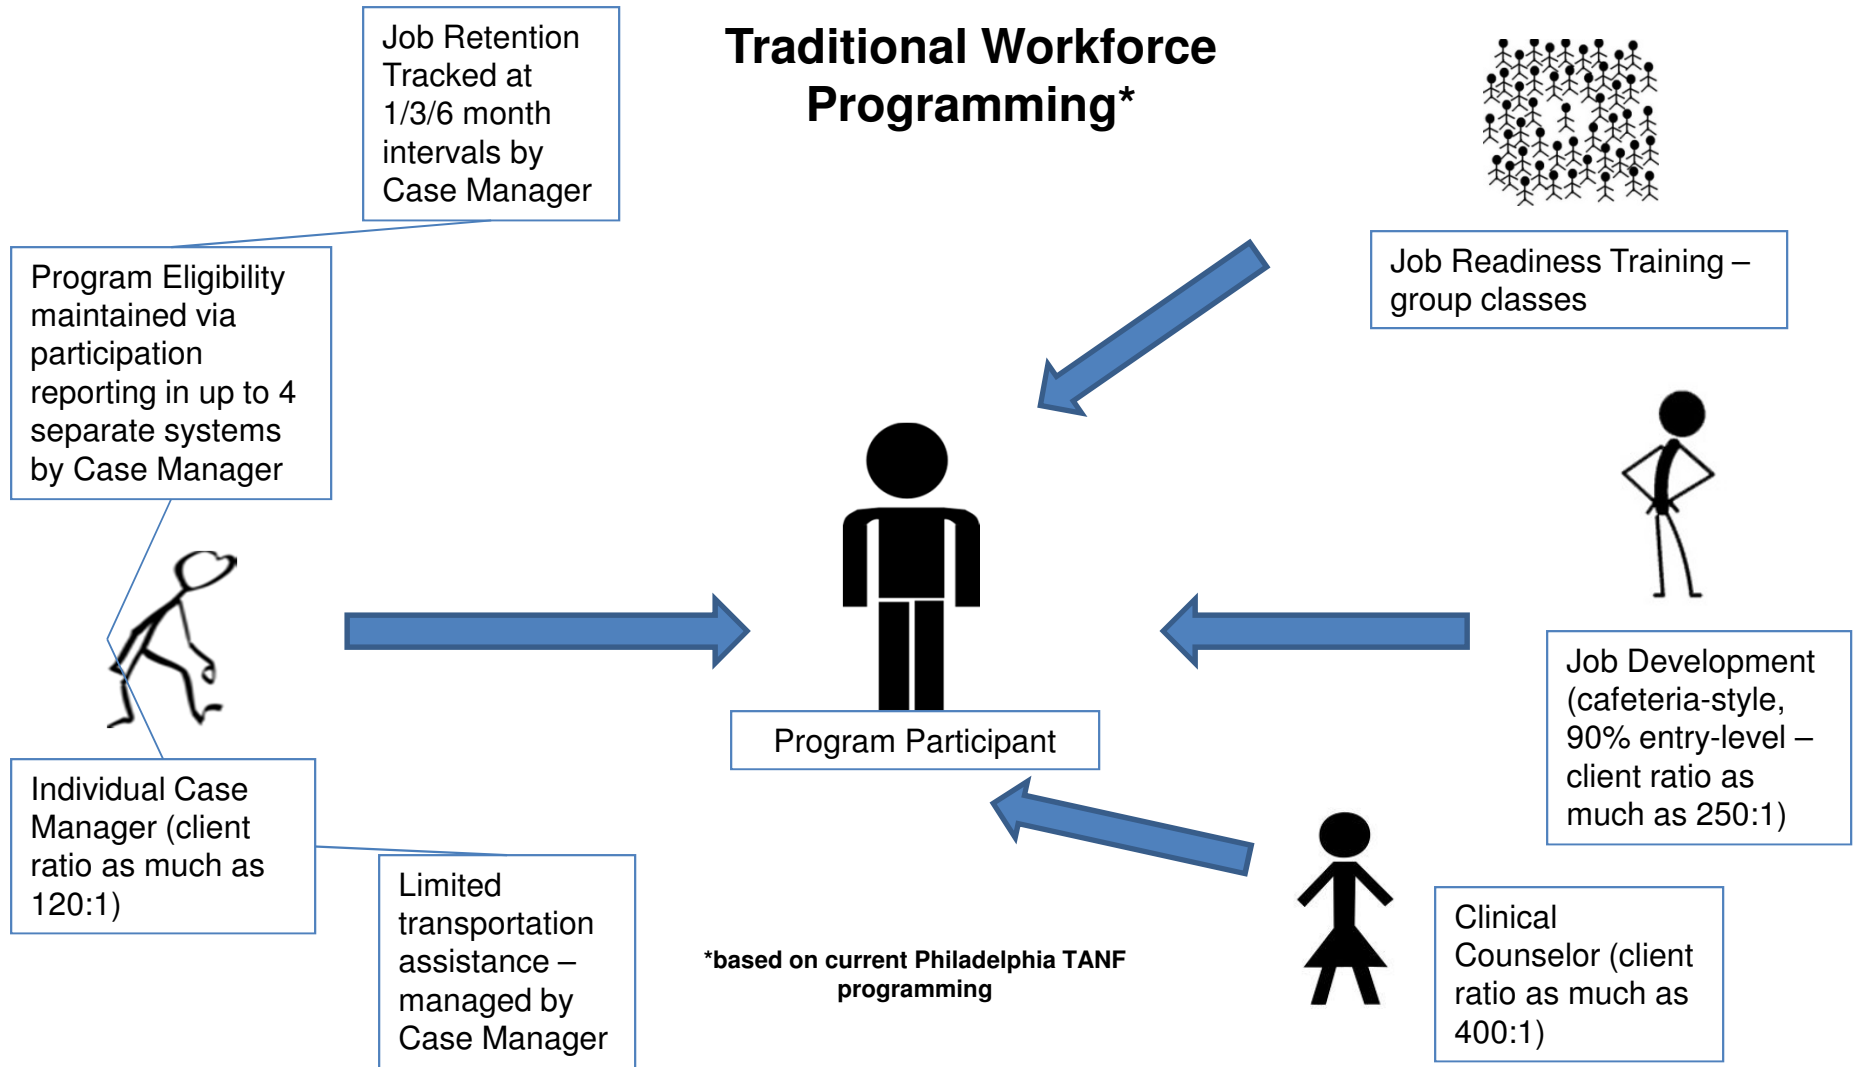 Traditional Workforce
Programming*
Job Retention
Tracked at
1/3/6 month
intervals by
Case Manager
Program Eligibility
maintained via
participation
reporting in up to 4
separate systems
by Case Manager
Individual Case
Manager (client
ratio as much as
120:1)
Limited
transportation
assistance –
managed by
Case Manager
Program Participant
*based on current Philadelphia TANF
programming
Job Readiness Training –
group classes
Job Development
(cafeteria-style,
90% entry-level –
client ratio as
much as 250:1)
Clinical
Counselor (client
ratio as much as
400:1)